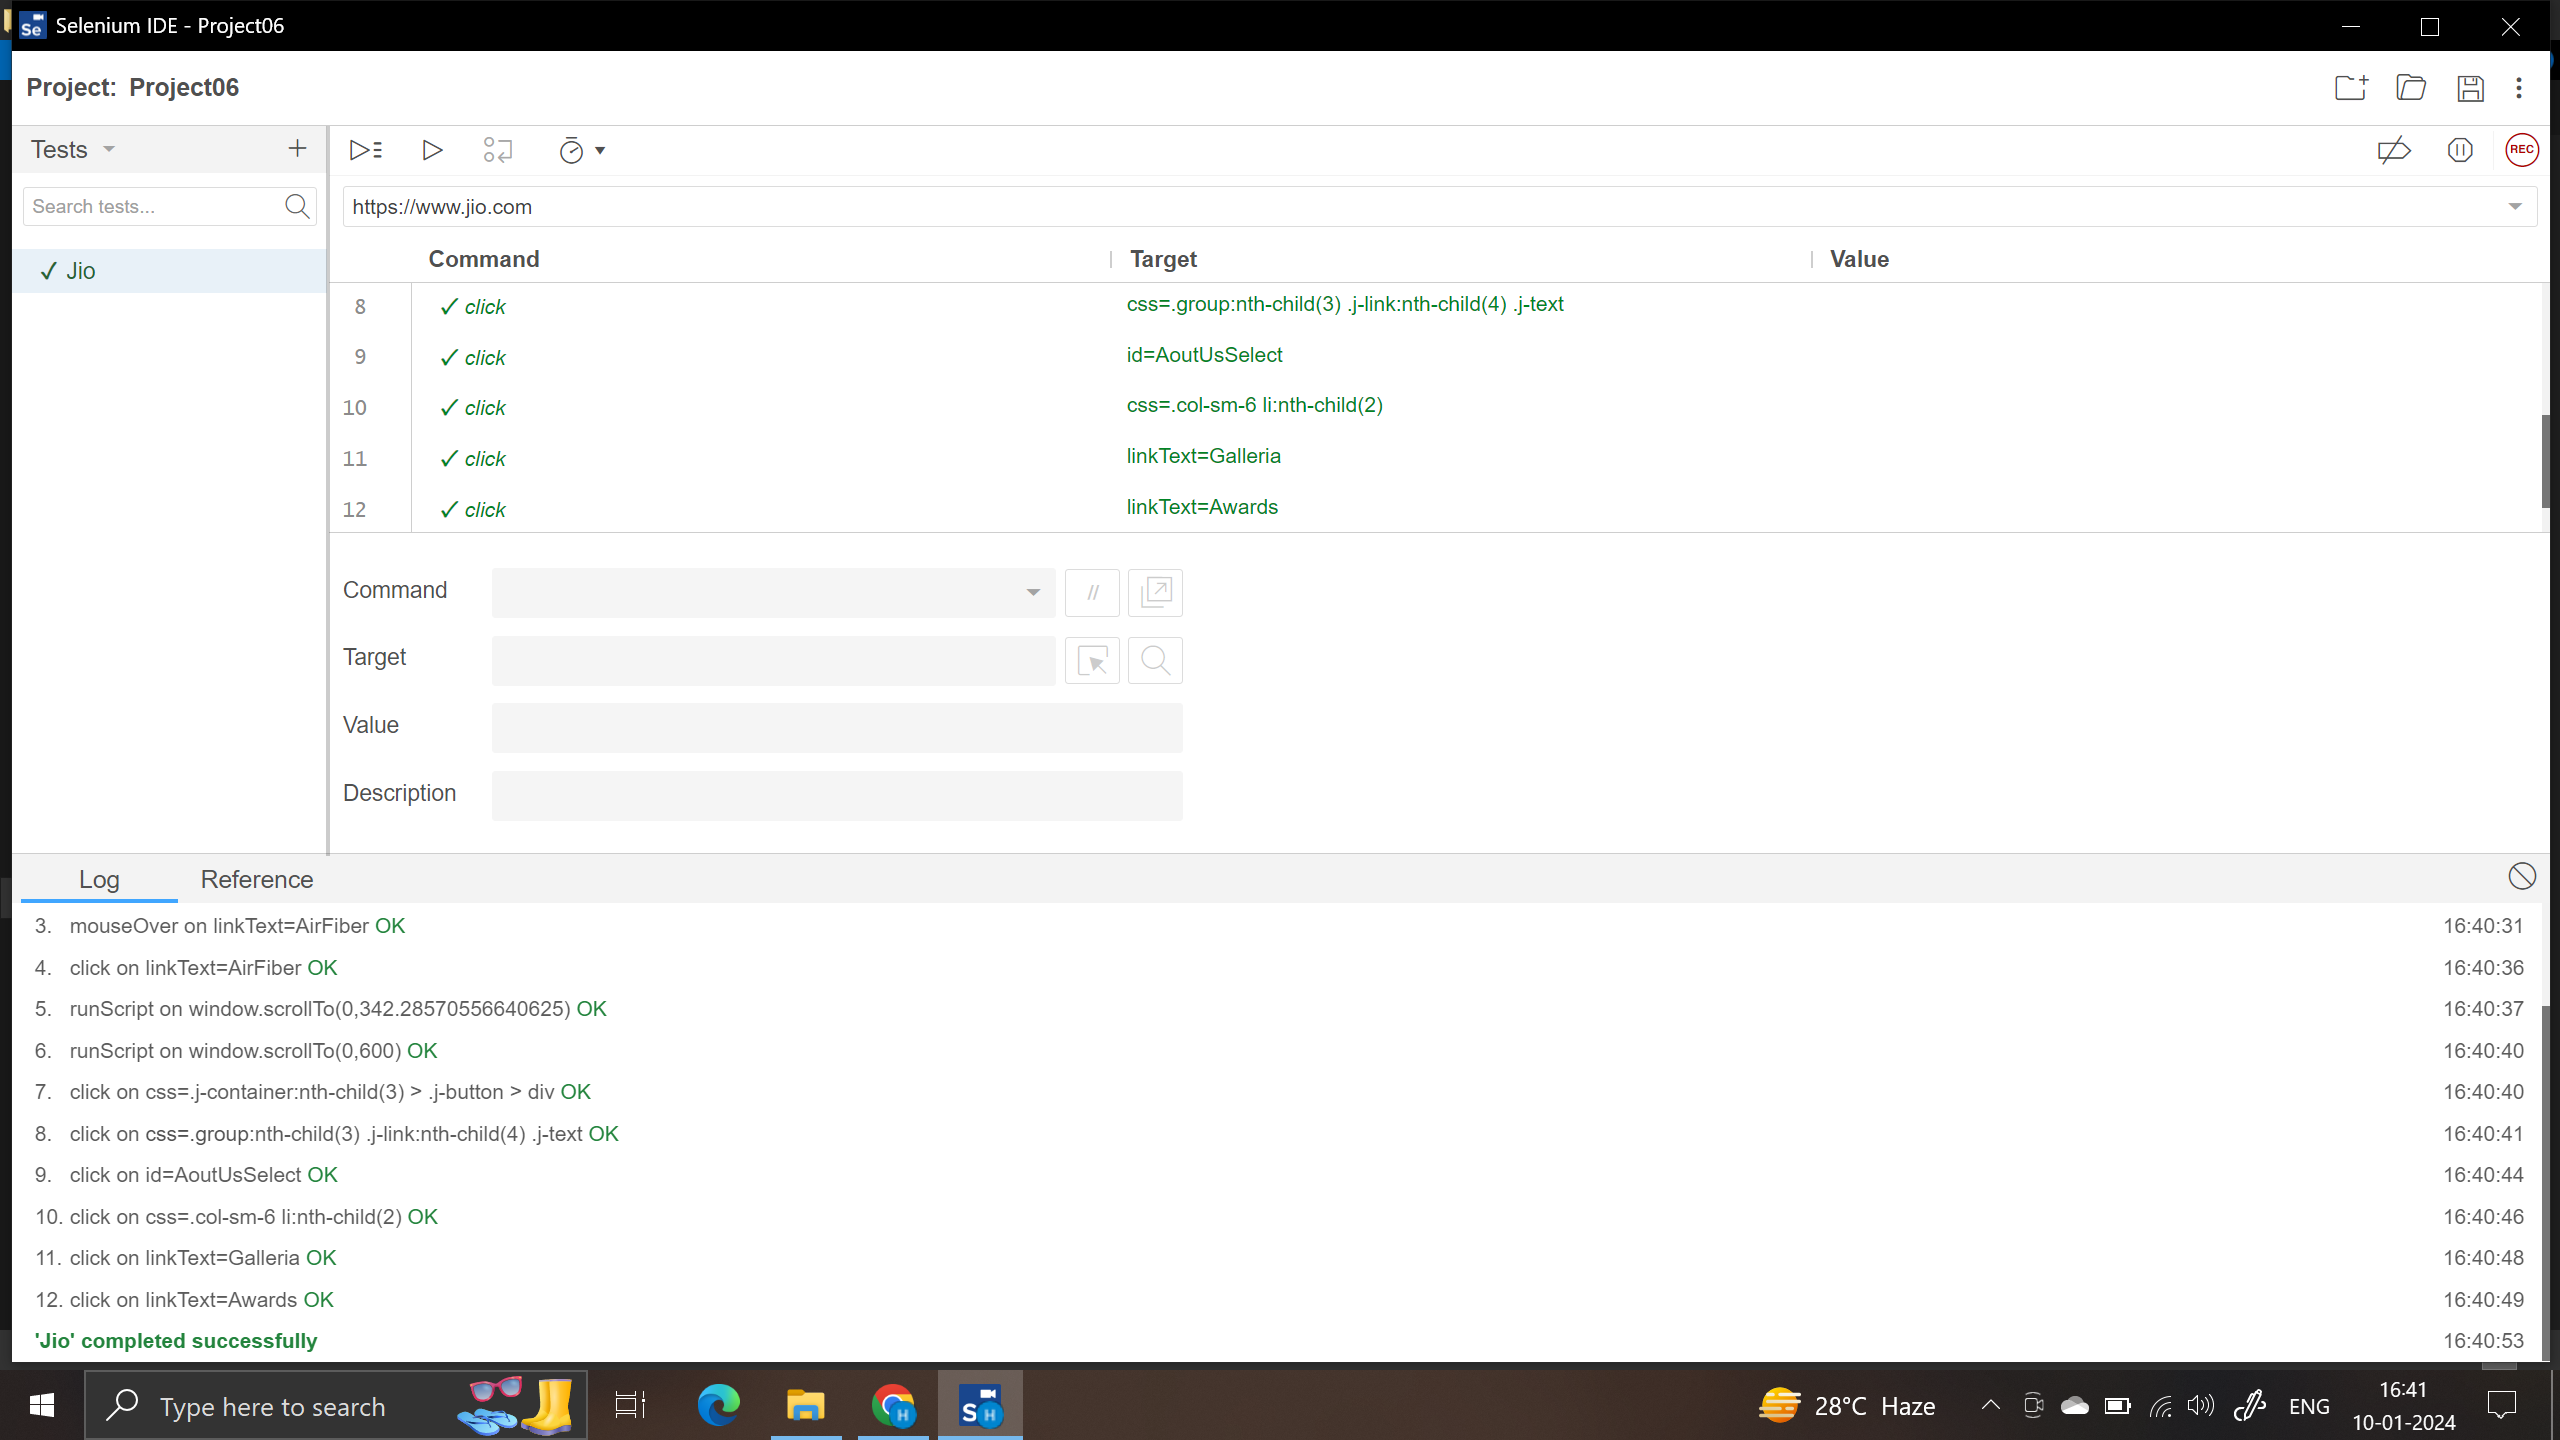 Se Selenium IDE - Project06
Project: Project06
Tests
Search tests...
✓ Jio
REC
https://www.jio.com
Command Target Value
8 ✓ click css=.group:nth-child(3) .j-link:nth-child(4) .j-text
9 ✓ click id=AoutUsSelect
10 ✓ click css=.col-sm-6 li:nth-child(2)
11 ✓ click linkText=Galleria
12 ✓ click linkText=Awards
Command //
Target
Value
Description
Log Reference
3. mouseOver on linkText=AirFiber OK 16:40:31
4. click on linkText=AirFiber OK 16:40:36
5. runScript on window.scrollTo(0,342.28570556640625) OK 16:40:37
6. runScript on window.scrollTo(0,600) OK 16:40:40
7. click on css=.j-container:nth-child(3) > .j-button > div OK 16:40:40
8. click on css=.group:nth-child(3) .j-link:nth-child(4) .j-text OK 16:40:41
9. click on id=AoutUsSelect OK 16:40:44
10. click on css=.col-sm-6 li:nth-child(2) OK 16:40:46
11. click on linkText=Galleria OK 16:40:48
12. click on linkText=Awards OK 16:40:49
'Jio' completed successfully 16:40:53
Type here to search H S H 28°C Haze ENG 16:41
10-01-2024